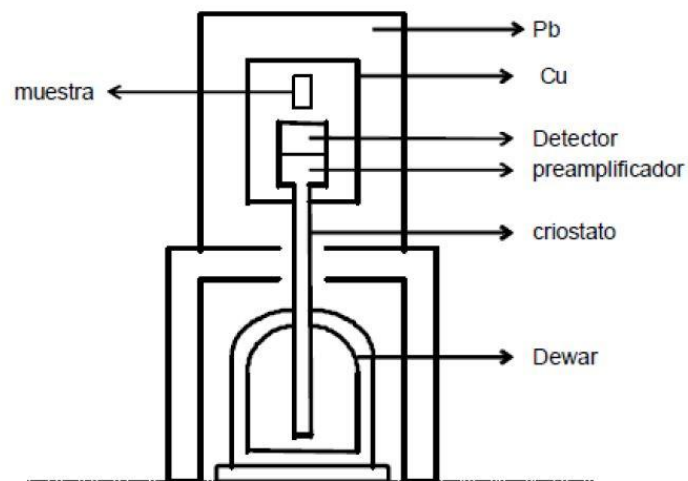 Pb
Cu
muestra
Detector
preamplificador
criostato
Dewar